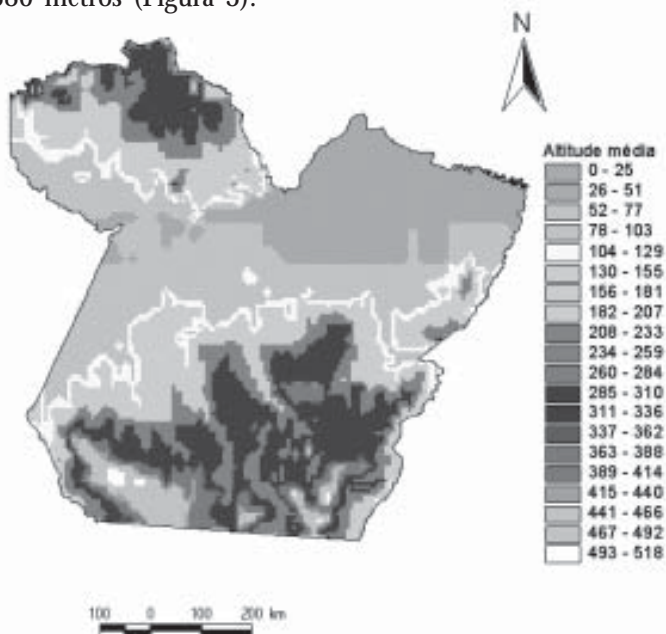 metros (Figura 3).
N
Altitude média
0 - 25
26 - 51
52 - 77
78 - 103
104 - 129
130 - 155
156 - 181
182 - 207
208 - 233
234 - 259
260 - 284
285 - 310
311 - 336
337 - 362
363 - 388
389 - 414
415 - 440
441 - 466
467 - 492
493 - 518
100 0 100 200 km